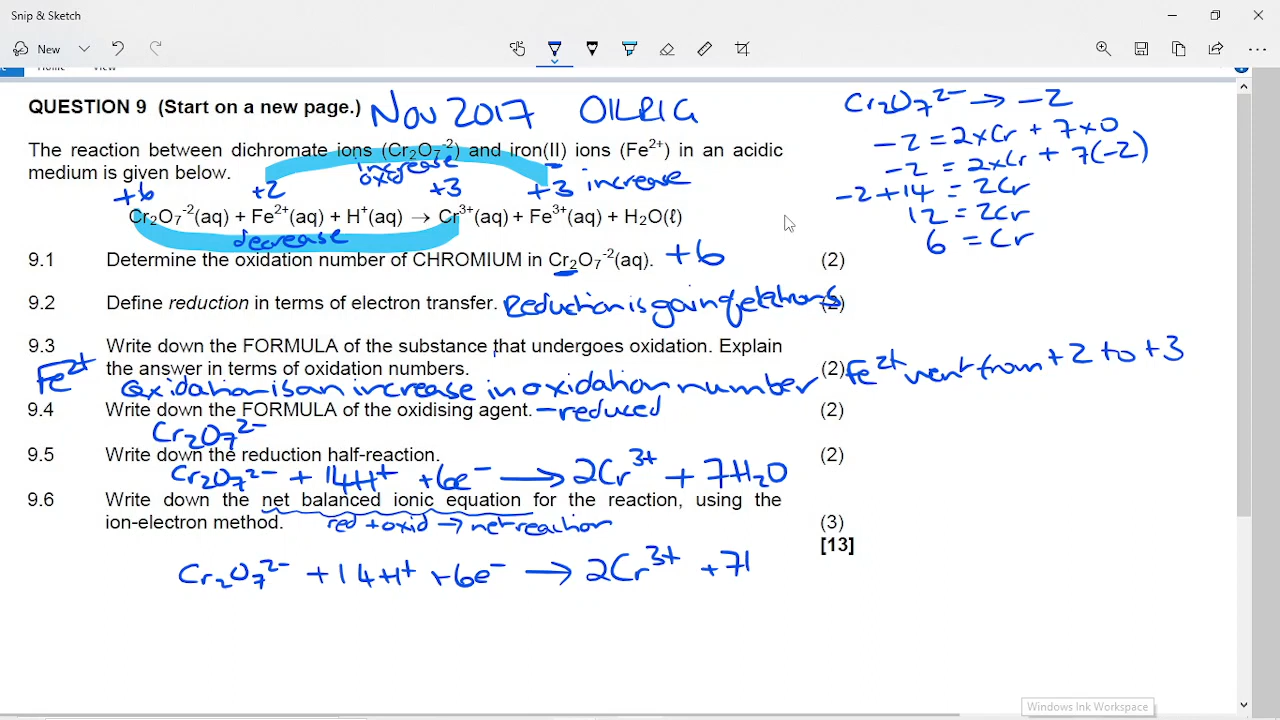 Snip & Sketch
New
QUESTION 9 (Start on a new page.) Nov 2017 OILRIG
The reaction between dichromate ions (Cr₂O₇⁻²) and iron(II) ions (Fe²⁺) in an acidic
medium is given below.
increase
oxid
+6 +2 +3 +3 increase
Cr₂O₇⁻²(aq) + Fe²⁺(aq) + H⁺(aq) → Cr³⁺(aq) + Fe³⁺(aq) + H₂O(ℓ)
decrease
Cr₂O₇²⁻ → -2
-2 = 2xCr + 7x0
-2 = 2xCr + 7(-2)
-2 +14 = 2Cr
12 = 2Cr
6 = Cr
9.1 Determine the oxidation number of CHROMIUM in Cr₂O₇⁻²(aq). +6 (2)
9.2 Define reduction in terms of electron transfer. Reduction is gain of electrons (2)
9.3 Write down the FORMULA of the substance that undergoes oxidation. Explain
the answer in terms of oxidation numbers. (2)
Fe²⁺ Oxidation is an increase in oxidation number Fe²⁺ went from +2 to +3
9.4 Write down the FORMULA of the oxidising agent. - reduced (2)
Cr₂O₇²⁻
9.5 Write down the reduction half-reaction. (2)
Cr₂O₇²⁻ + 14H⁺ + 6e⁻ → 2Cr³⁺ + 7H₂O
9.6 Write down the net balanced ionic equation for the reaction, using the
ion-electron method. red + oxid → net reaction (3)
[13]
Cr₂O₇²⁻ + 14H⁺ + 6e⁻ → 2Cr³⁺ + 7H
Windows Ink Workspace